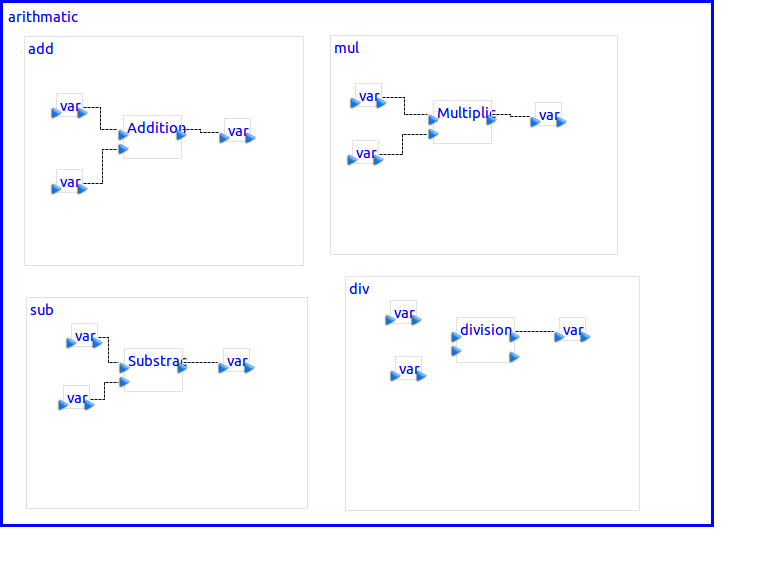 arithmatic
add
var
Addition
var
var
mul
var
Multiplic
var
var
sub
var
Substrac
var
var
div
var
division
var
var